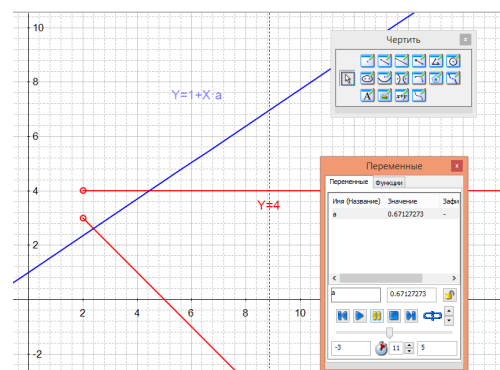 10
8
6
4
2
-2
2
4
6
8
10
Y=1+X·a
Y=4
Чертить
x
A
x+y
Переменные
x
Переменные
Функции
Имя (Название)
Значение
Зафи
a
0.67127273
-
a
0.67127273
-3
11
5